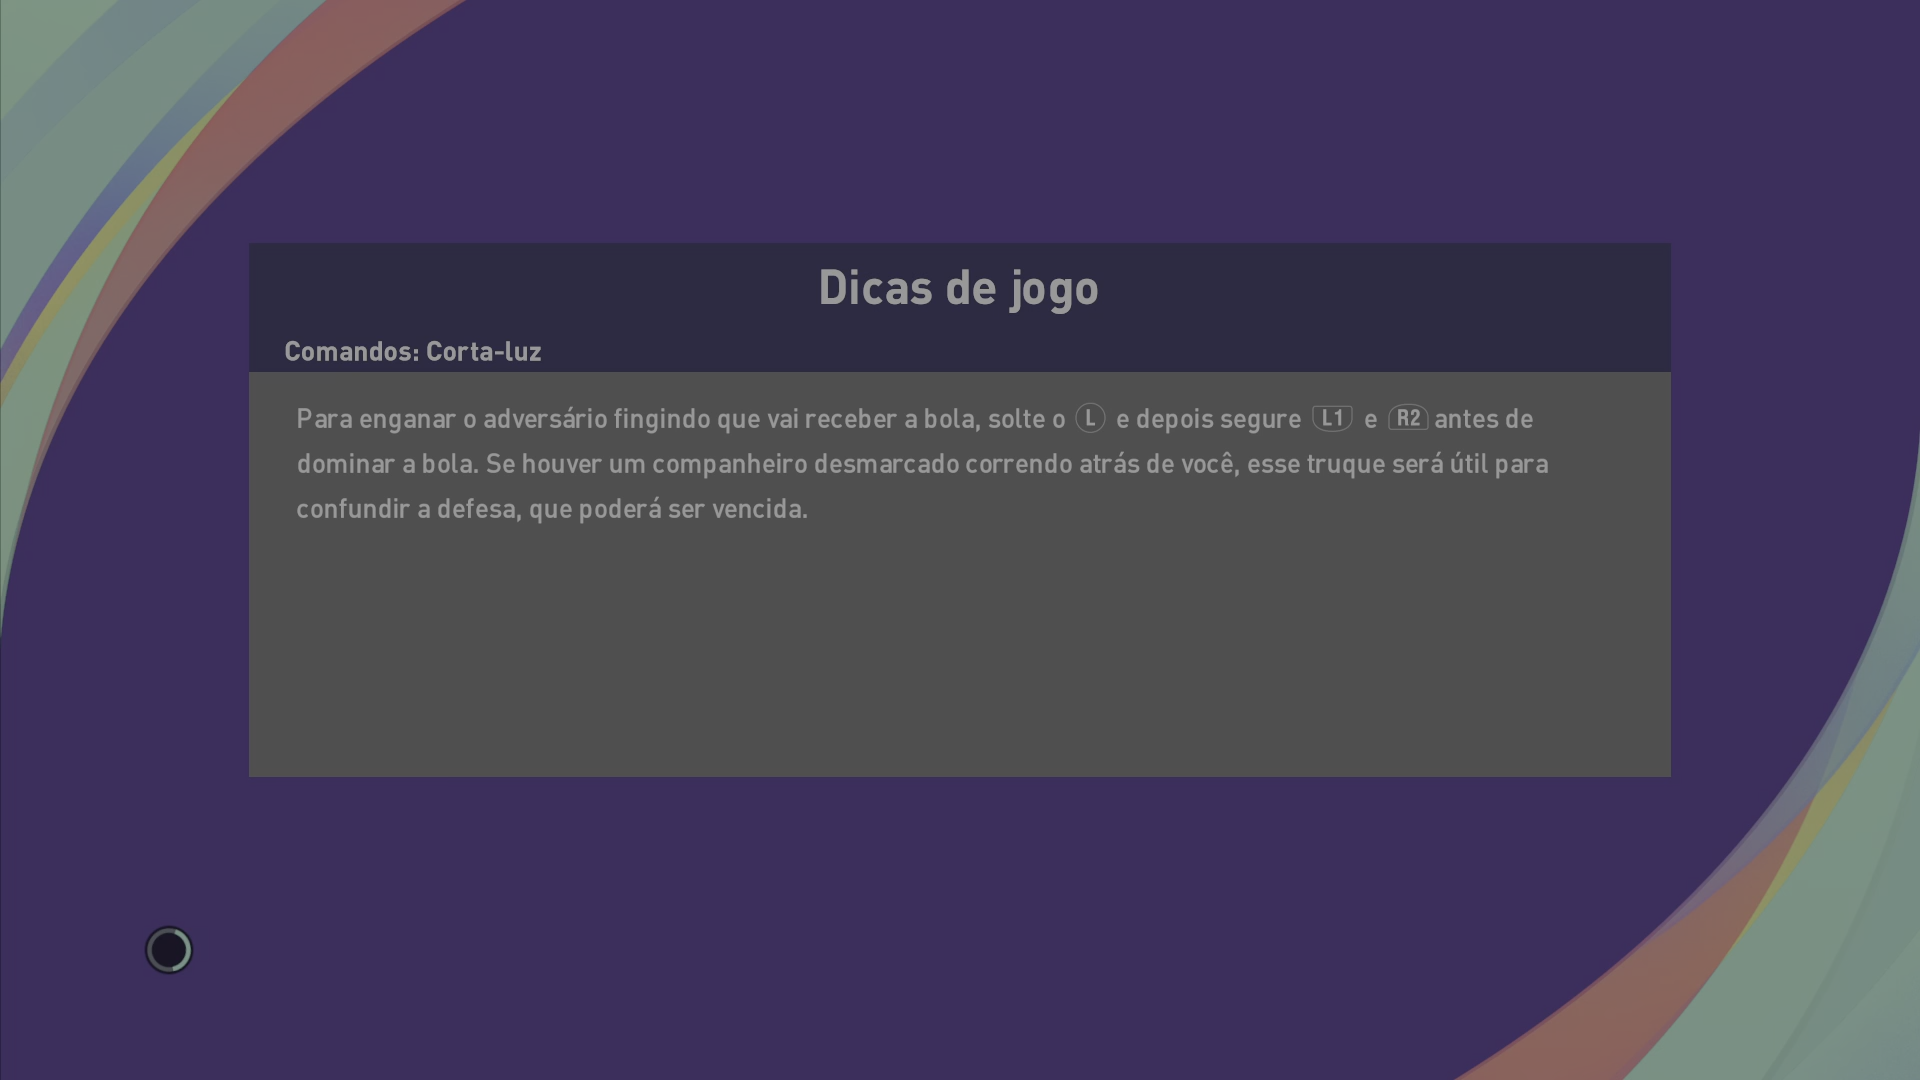 Dicas de jogo
Comandos: Corta-luz
Para enganar o adversário fingindo que vai receber a bola, solte o L e depois segure L1 e R2 antes de
dominar a bola. Se houver um companheiro desmarcado correndo atrás de você, esse truque será útil para
confundir a defesa, que poderá ser vencida.